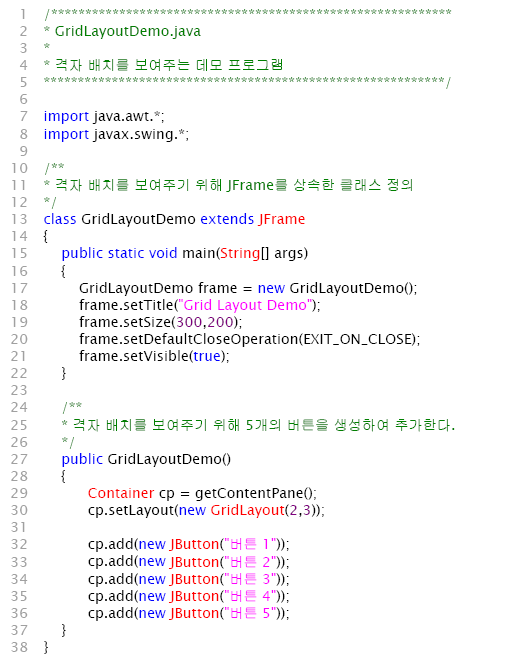 1 /***********************************************************
2 * GridLayoutDemo.java
3 *
4 * 격자 배치를 보여주는 데모 프로그램
5 ***********************************************************/
6
7 import java.awt.*;
8 import javax.swing.*;
9
10 /**
11 * 격자 배치를 보여주기 위해 JFrame를 상속한 클래스 정의
12 */
13 class GridLayoutDemo extends JFrame
14 {
15 public static void main(String[] args)
16 {
17 GridLayoutDemo frame = new GridLayoutDemo();
18 frame.setTitle("Grid Layout Demo");
19 frame.setSize(300,200);
20 frame.setDefaultCloseOperation(EXIT_ON_CLOSE);
21 frame.setVisible(true);
22 }
23
24 /**
25 * 격자 배치를 보여주기 위해 5개의 버튼을 생성하여 추가한다.
26 */
27 public GridLayoutDemo()
28 {
29 Container cp = getContentPane();
30 cp.setLayout(new GridLayout(2,3));
31
32 cp.add(new JButton("버튼 1"));
33 cp.add(new JButton("버튼 2"));
34 cp.add(new JButton("버튼 3"));
35 cp.add(new JButton("버튼 4"));
36 cp.add(new JButton("버튼 5"));
37 }
38 }